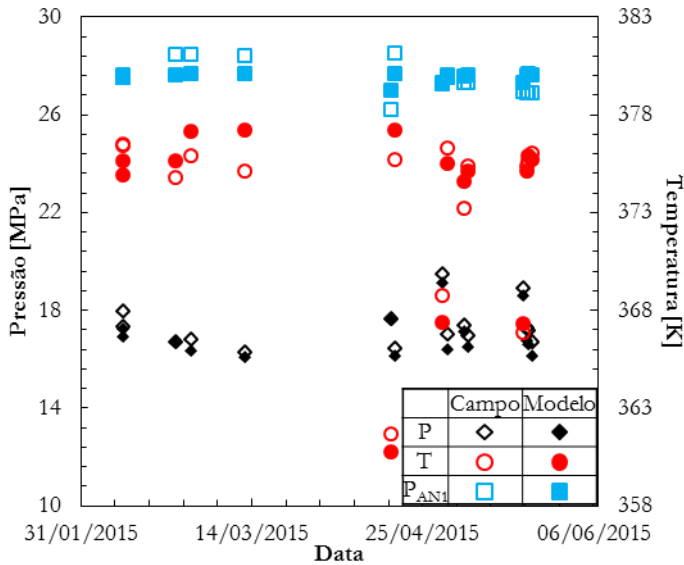 30
26
22
18
14
10
Pressão [MPa]
383
378
373
368
363
358
Temperatura [K]
31/01/2015 14/03/2015 25/04/2015 06/06/2015
Data
Campo Modelo
P
T
P_AN1